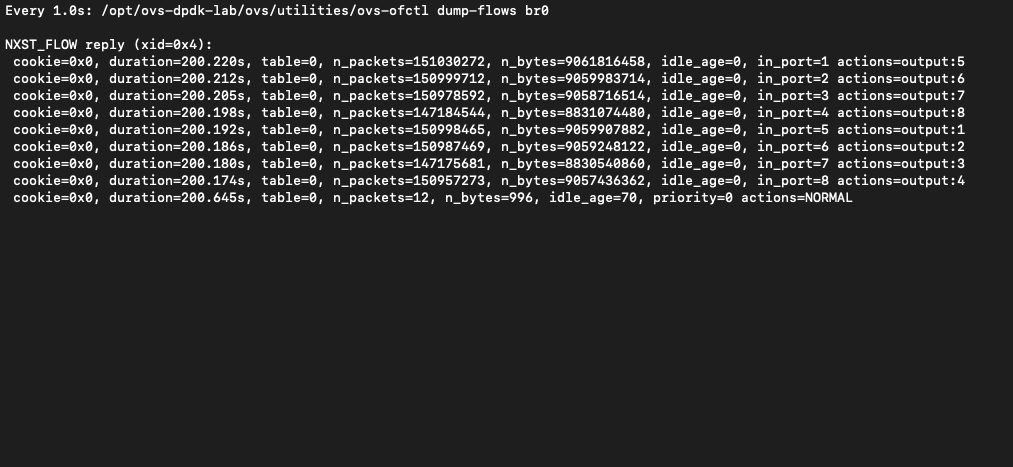 Every 1.0s: /opt/ovs-dpdk-lab/ovs/utilities/ovs-ofctl dump-flows br0
NXST_FLOW reply (xid=0x4):
cookie=0x0, duration=200.220s, table=0, n_packets=151030272, n_bytes=9061816458, idle_age=0, in_port=1 actions=output:5
cookie=0x0, duration=200.212s, table=0, n_packets=150999712, n_bytes=9059983714, idle_age=0, in_port=2 actions=output:6
cookie=0x0, duration=200.205s, table=0, n_packets=150978592, n_bytes=9058716514, idle_age=0, in_port=3 actions=output:7
cookie=0x0, duration=200.198s, table=0, n_packets=147184544, n_bytes=8831074480, idle_age=0, in_port=4 actions=output:8
cookie=0x0, duration=200.192s, table=0, n_packets=150998465, n_bytes=9059907882, idle_age=0, in_port=5 actions=output:1
cookie=0x0, duration=200.186s, table=0, n_packets=150987469, n_bytes=9059248122, idle_age=0, in_port=6 actions=output:2
cookie=0x0, duration=200.180s, table=0, n_packets=147175681, n_bytes=8830540860, idle_age=0, in_port=7 actions=output:3
cookie=0x0, duration=200.174s, table=0, n_packets=150957273, n_bytes=9057436362, idle_age=0, in_port=8 actions=output:4
cookie=0x0, duration=200.645s, table=0, n_packets=12, n_bytes=996, idle_age=70, priority=0 actions=NORMAL